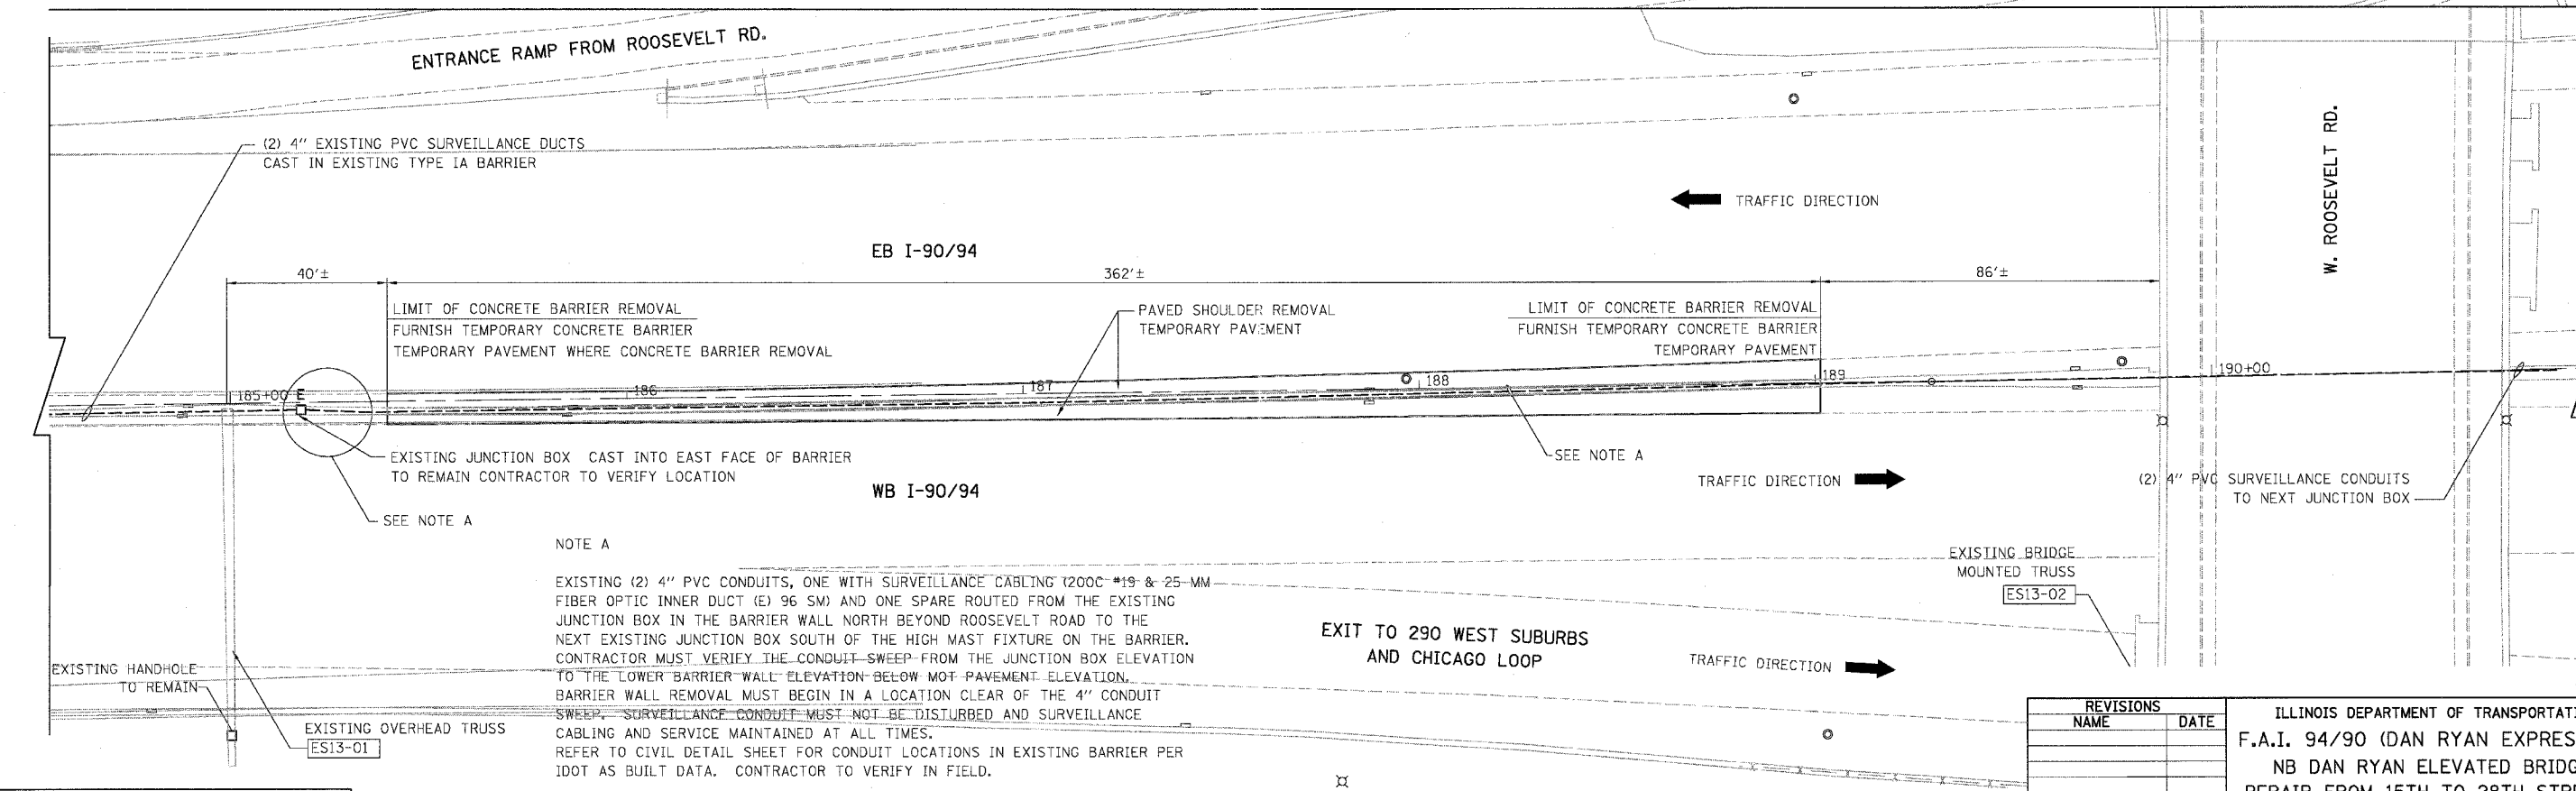 ENTRANCE RAMP FROM ROOSEVELT RD.
(2) 4" EXISTING PVC SURVEILLANCE DUCTS
CAST IN EXISTING TYPE IA BARRIER
TRAFFIC DIRECTION
W. ROOSEVELT RD.
EB I-90/94
40'±
362'±
86'±
LIMIT OF CONCRETE BARRIER REMOVAL
FURNISH TEMPORARY CONCRETE BARRIER
TEMPORARY PAVEMENT WHERE CONCRETE BARRIER REMOVAL
PAVED SHOULDER REMOVAL
TEMPORARY PAVEMENT
LIMIT OF CONCRETE BARRIER REMOVAL
FURNISH TEMPORARY CONCRETE BARRIER
TEMPORARY PAVEMENT
185+00
E
186
187
188
189
190+00
EXISTING JUNCTION BOX CAST INTO EAST FACE OF BARRIER
TO REMAIN CONTRACTOR TO VERIFY LOCATION
SEE NOTE A
WB I-90/94
TRAFFIC DIRECTION
(2) 4" PVC SURVEILLANCE CONDUITS
TO NEXT JUNCTION BOX
SEE NOTE A
NOTE A
EXISTING (2) 4" PVC CONDUITS, ONE WITH SURVEILLANCE CABLING (200C #19 & 25 MM
FIBER OPTIC INNER DUCT (E) 96 SM) AND ONE SPARE ROUTED FROM THE EXISTING
JUNCTION BOX IN THE BARRIER WALL NORTH BEYOND ROOSEVELT ROAD TO THE
NEXT EXISTING JUNCTION BOX SOUTH OF THE HIGH MAST FIXTURE ON THE BARRIER.
CONTRACTOR MUST VERIFY THE CONDUIT SWEEP FROM THE JUNCTION BOX ELEVATION
TO THE LOWER BARRIER WALL ELEVATION BELOW MOT PAVEMENT ELEVATION.
BARRIER WALL REMOVAL MUST BEGIN IN A LOCATION CLEAR OF THE 4" CONDUIT
SWEEP. SURVEILLANCE CONDUIT MUST NOT BE DISTURBED AND SURVEILLANCE
CABLING AND SERVICE MAINTAINED AT ALL TIMES.
REFER TO CIVIL DETAIL SHEET FOR CONDUIT LOCATIONS IN EXISTING BARRIER PER
IDOT AS BUILT DATA. CONTRACTOR TO VERIFY IN FIELD.
EXISTING BRIDGE
MOUNTED TRUSS
ES13-02
EXIT TO 290 WEST SUBURBS
AND CHICAGO LOOP
TRAFFIC DIRECTION
EXISTING HANDHOLE
TO REMAIN
EXISTING OVERHEAD TRUSS
ES13-01
REVISIONS
NAME
DATE
ILLINOIS DEPARTMENT OF TRANSPORTATI
F.A.I. 94/90 (DAN RYAN EXPRES
NB DAN RYAN ELEVATED BRIDG
REPAIR FROM 15TH TO 28TH STR